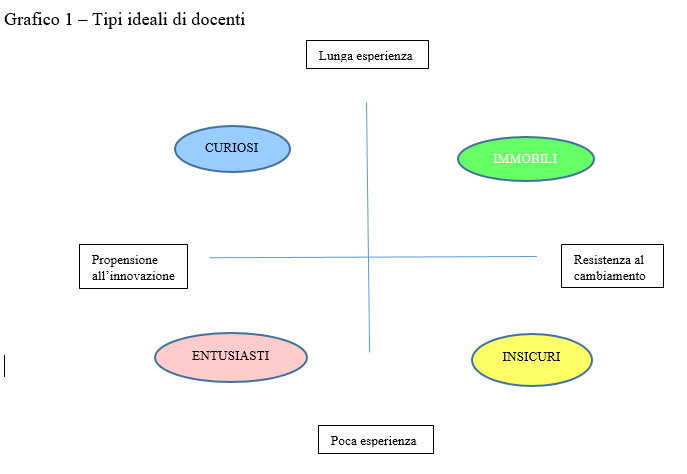 Grafico 1 – Tipi ideali di docenti
Lunga esperienza
CURIOSI
IMMOBILI
Propensione
all’innovazione
Resistenza al
cambiamento
ENTUSIASTI
INSICURI
Poca esperienza